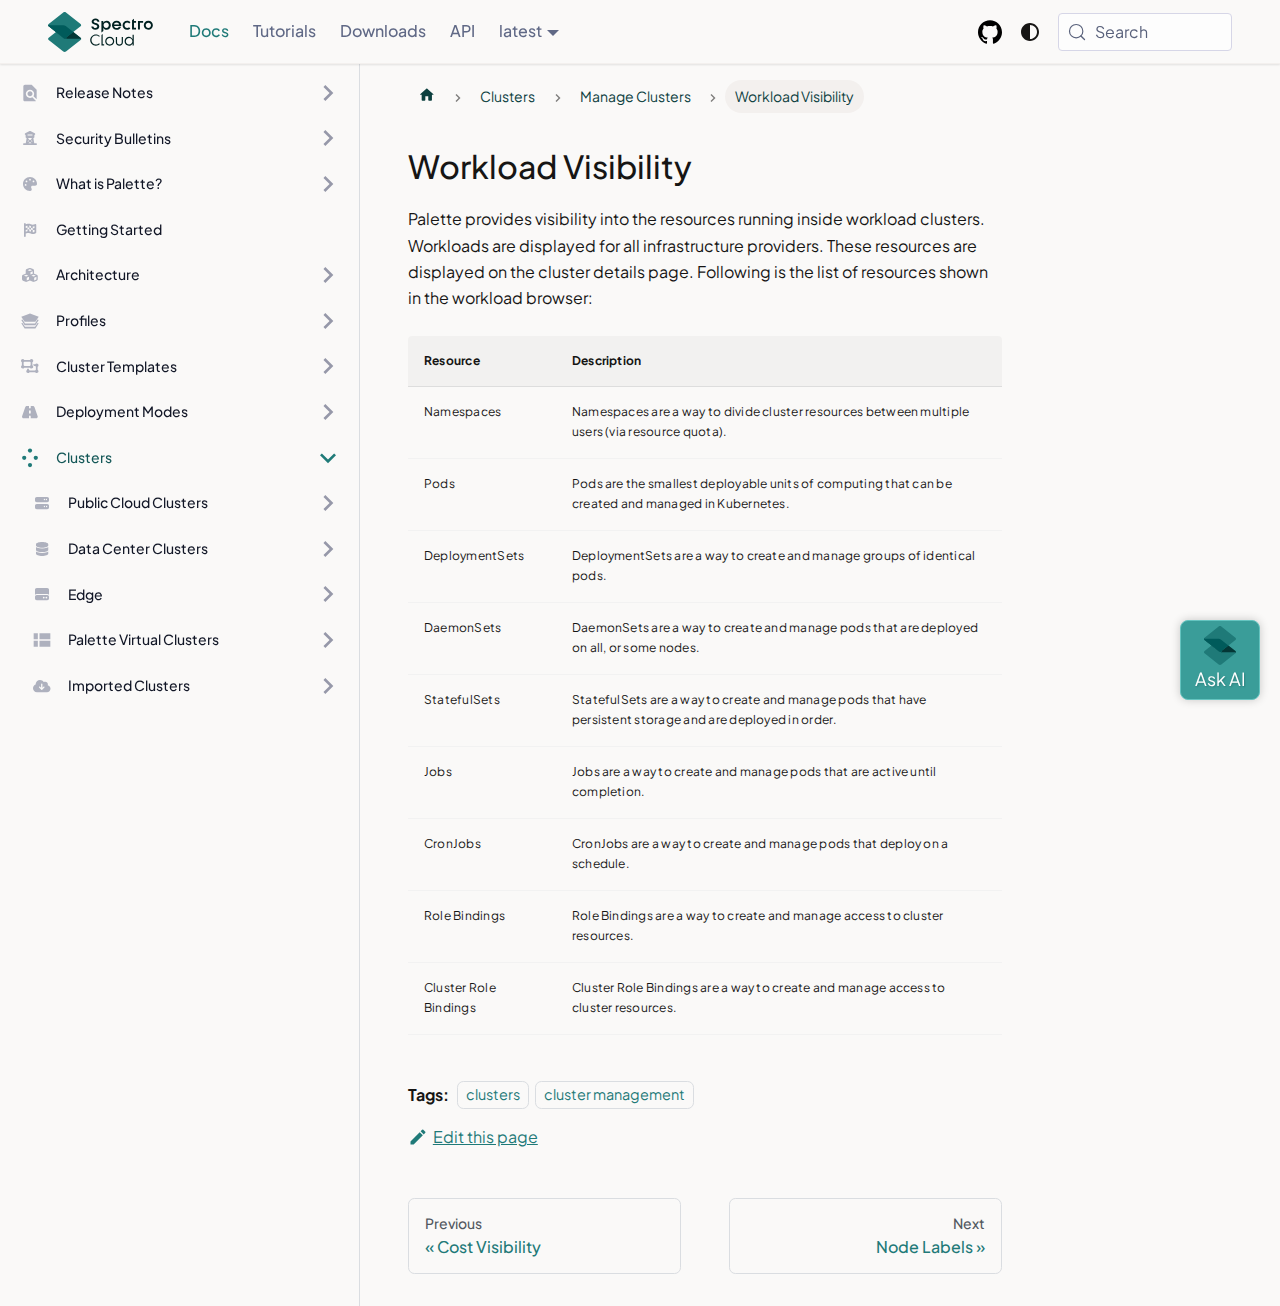 Spectro Cloud
Docs
Tutorials
Downloads
API
latest
Search
Release Notes
Security Bulletins
What is Palette?
Getting Started
Architecture
Profiles
Cluster Templates
Deployment Modes
Clusters
Public Cloud Clusters
Data Center Clusters
Edge
Palette Virtual Clusters
Imported Clusters
Clusters
Manage Clusters
Workload Visibility
Workload Visibility
Palette provides visibility into the resources running inside workload clusters.
Workloads are displayed for all infrastructure providers. These resources are
displayed on the cluster details page. Following is the list of resources shown
in the workload browser:
Resource Description
Namespaces Namespaces are a way to divide cluster resources between multiple
users (via resource quota).
Pods Pods are the smallest deployable units of computing that can be
created and managed in Kubernetes.
DeploymentSets DeploymentSets are a way to create and manage groups of identical
pods.
DaemonSets DaemonSets are a way to create and manage pods that are deployed
on all, or some nodes.
StatefulSets StatefulSets are a way to create and manage pods that have
persistent storage and are deployed in order.
Jobs Jobs are a way to create and manage pods that are active until
completion.
CronJobs CronJobs are a way to create and manage pods that deploy on a
schedule.
Role Bindings Role Bindings are a way to create and manage access to cluster
resources.
Cluster Role Cluster Role Bindings are a way to create and manage access to
Bindings cluster resources.
Tags: clusters cluster management
Edit this page
Previous
« Cost Visibility
Next
Node Labels »
Ask AI